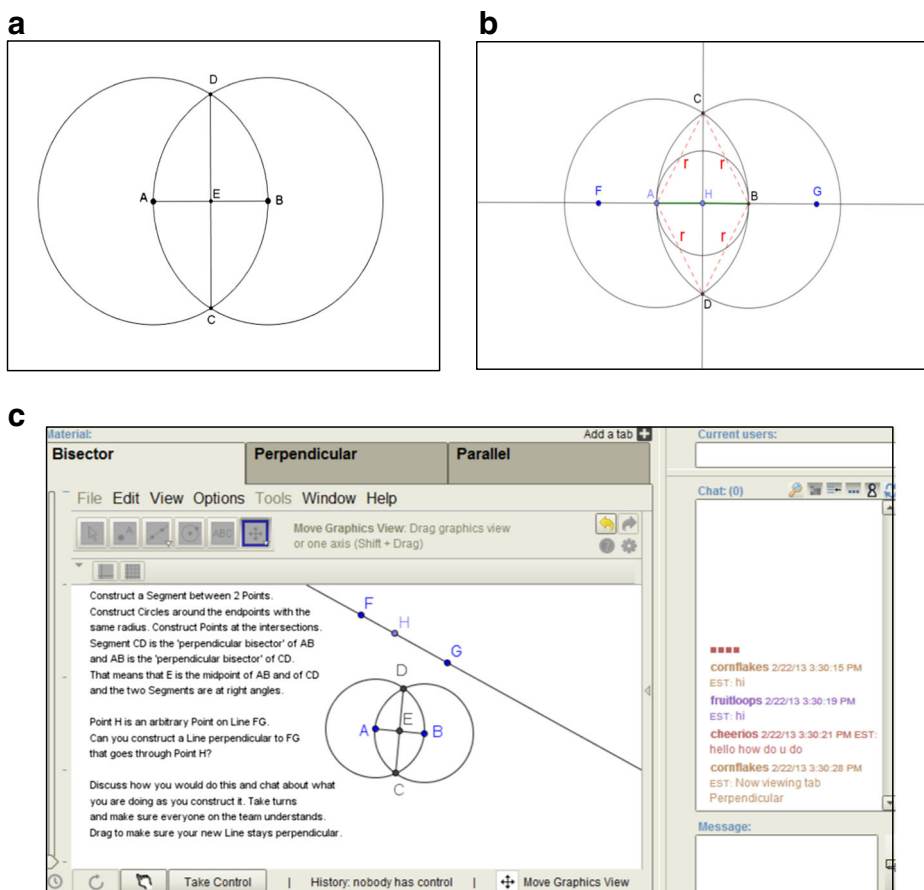 a
b
D
A
E
B
C
C
r
r
F
A
H
B
G
r
r
D
c
Material:
Add a tab
Bisector
Perpendicular
Parallel
File Edit View Options Tools Window Help
ABC
Move Graphics View: Drag graphics view
or one axis (Shift + Drag)
Construct a Segment between 2 Points.
Construct Circles around the endpoints with the
same radius. Construct Points at the intersections.
Segment CD is the 'perpendicular bisector' of AB
and AB is the 'perpendicular bisector' of CD.
That means that E is the midpoint of AB and of CD
and the two Segments are at right angles.
Point H is an arbitrary Point on Line FG.
Can you construct a Line perpendicular to FG
that goes through Point H?
Discuss how you would do this and chat about what
you are doing as you construct it. Take turns
and make sure everyone on the team understands.
Drag to make sure your new Line stays perpendicular.
F
H
G
D
A
E
B
C
Take Control
| History: nobody has control |
Move Graphics View
Current users:
Chat: (0)
cornflakes 2/22/13 3:30:15 PM
EST: hi
fruitloops 2/22/13 3:30:19 PM
EST: hi
cheerios 2/22/13 3:30:21 PM EST:
hello how do u do
cornflakes 2/22/13 3:30:28 PM
EST: Now viewing tab
Perpendicular
Message: